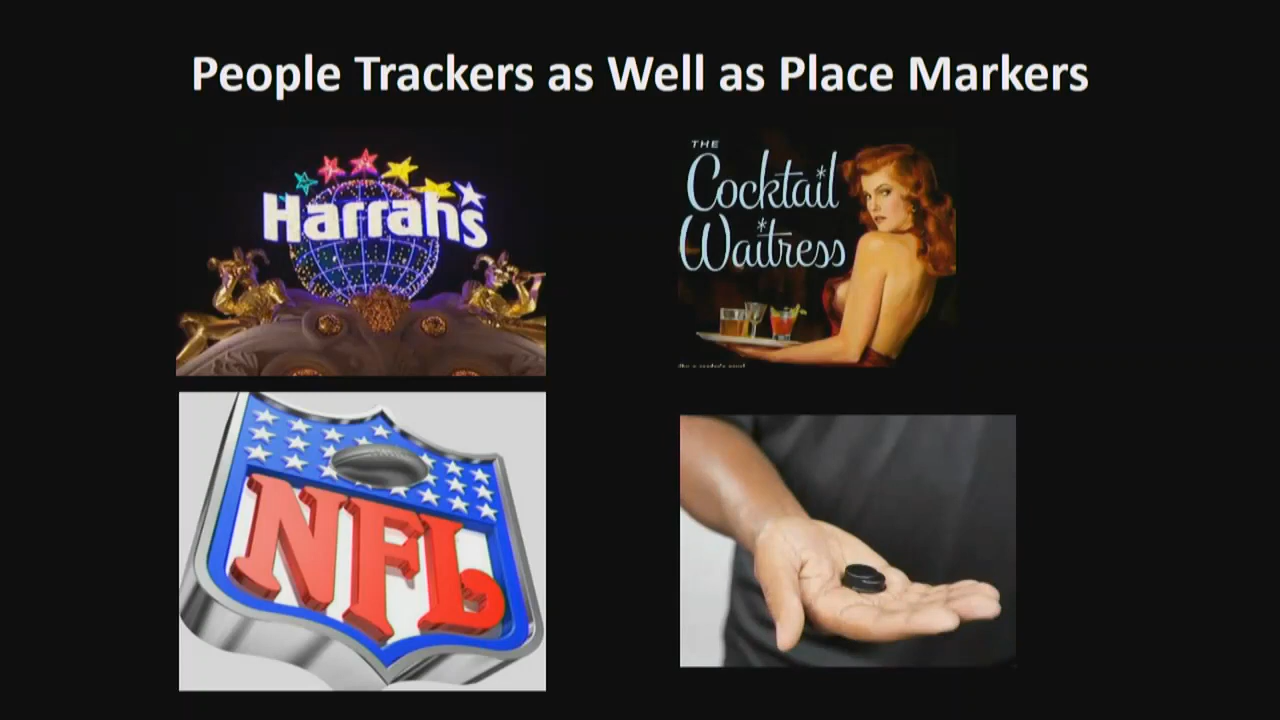 People Trackers as Well as Place Markers
Harrahs
THE
Cocktail
Waitress
NFL